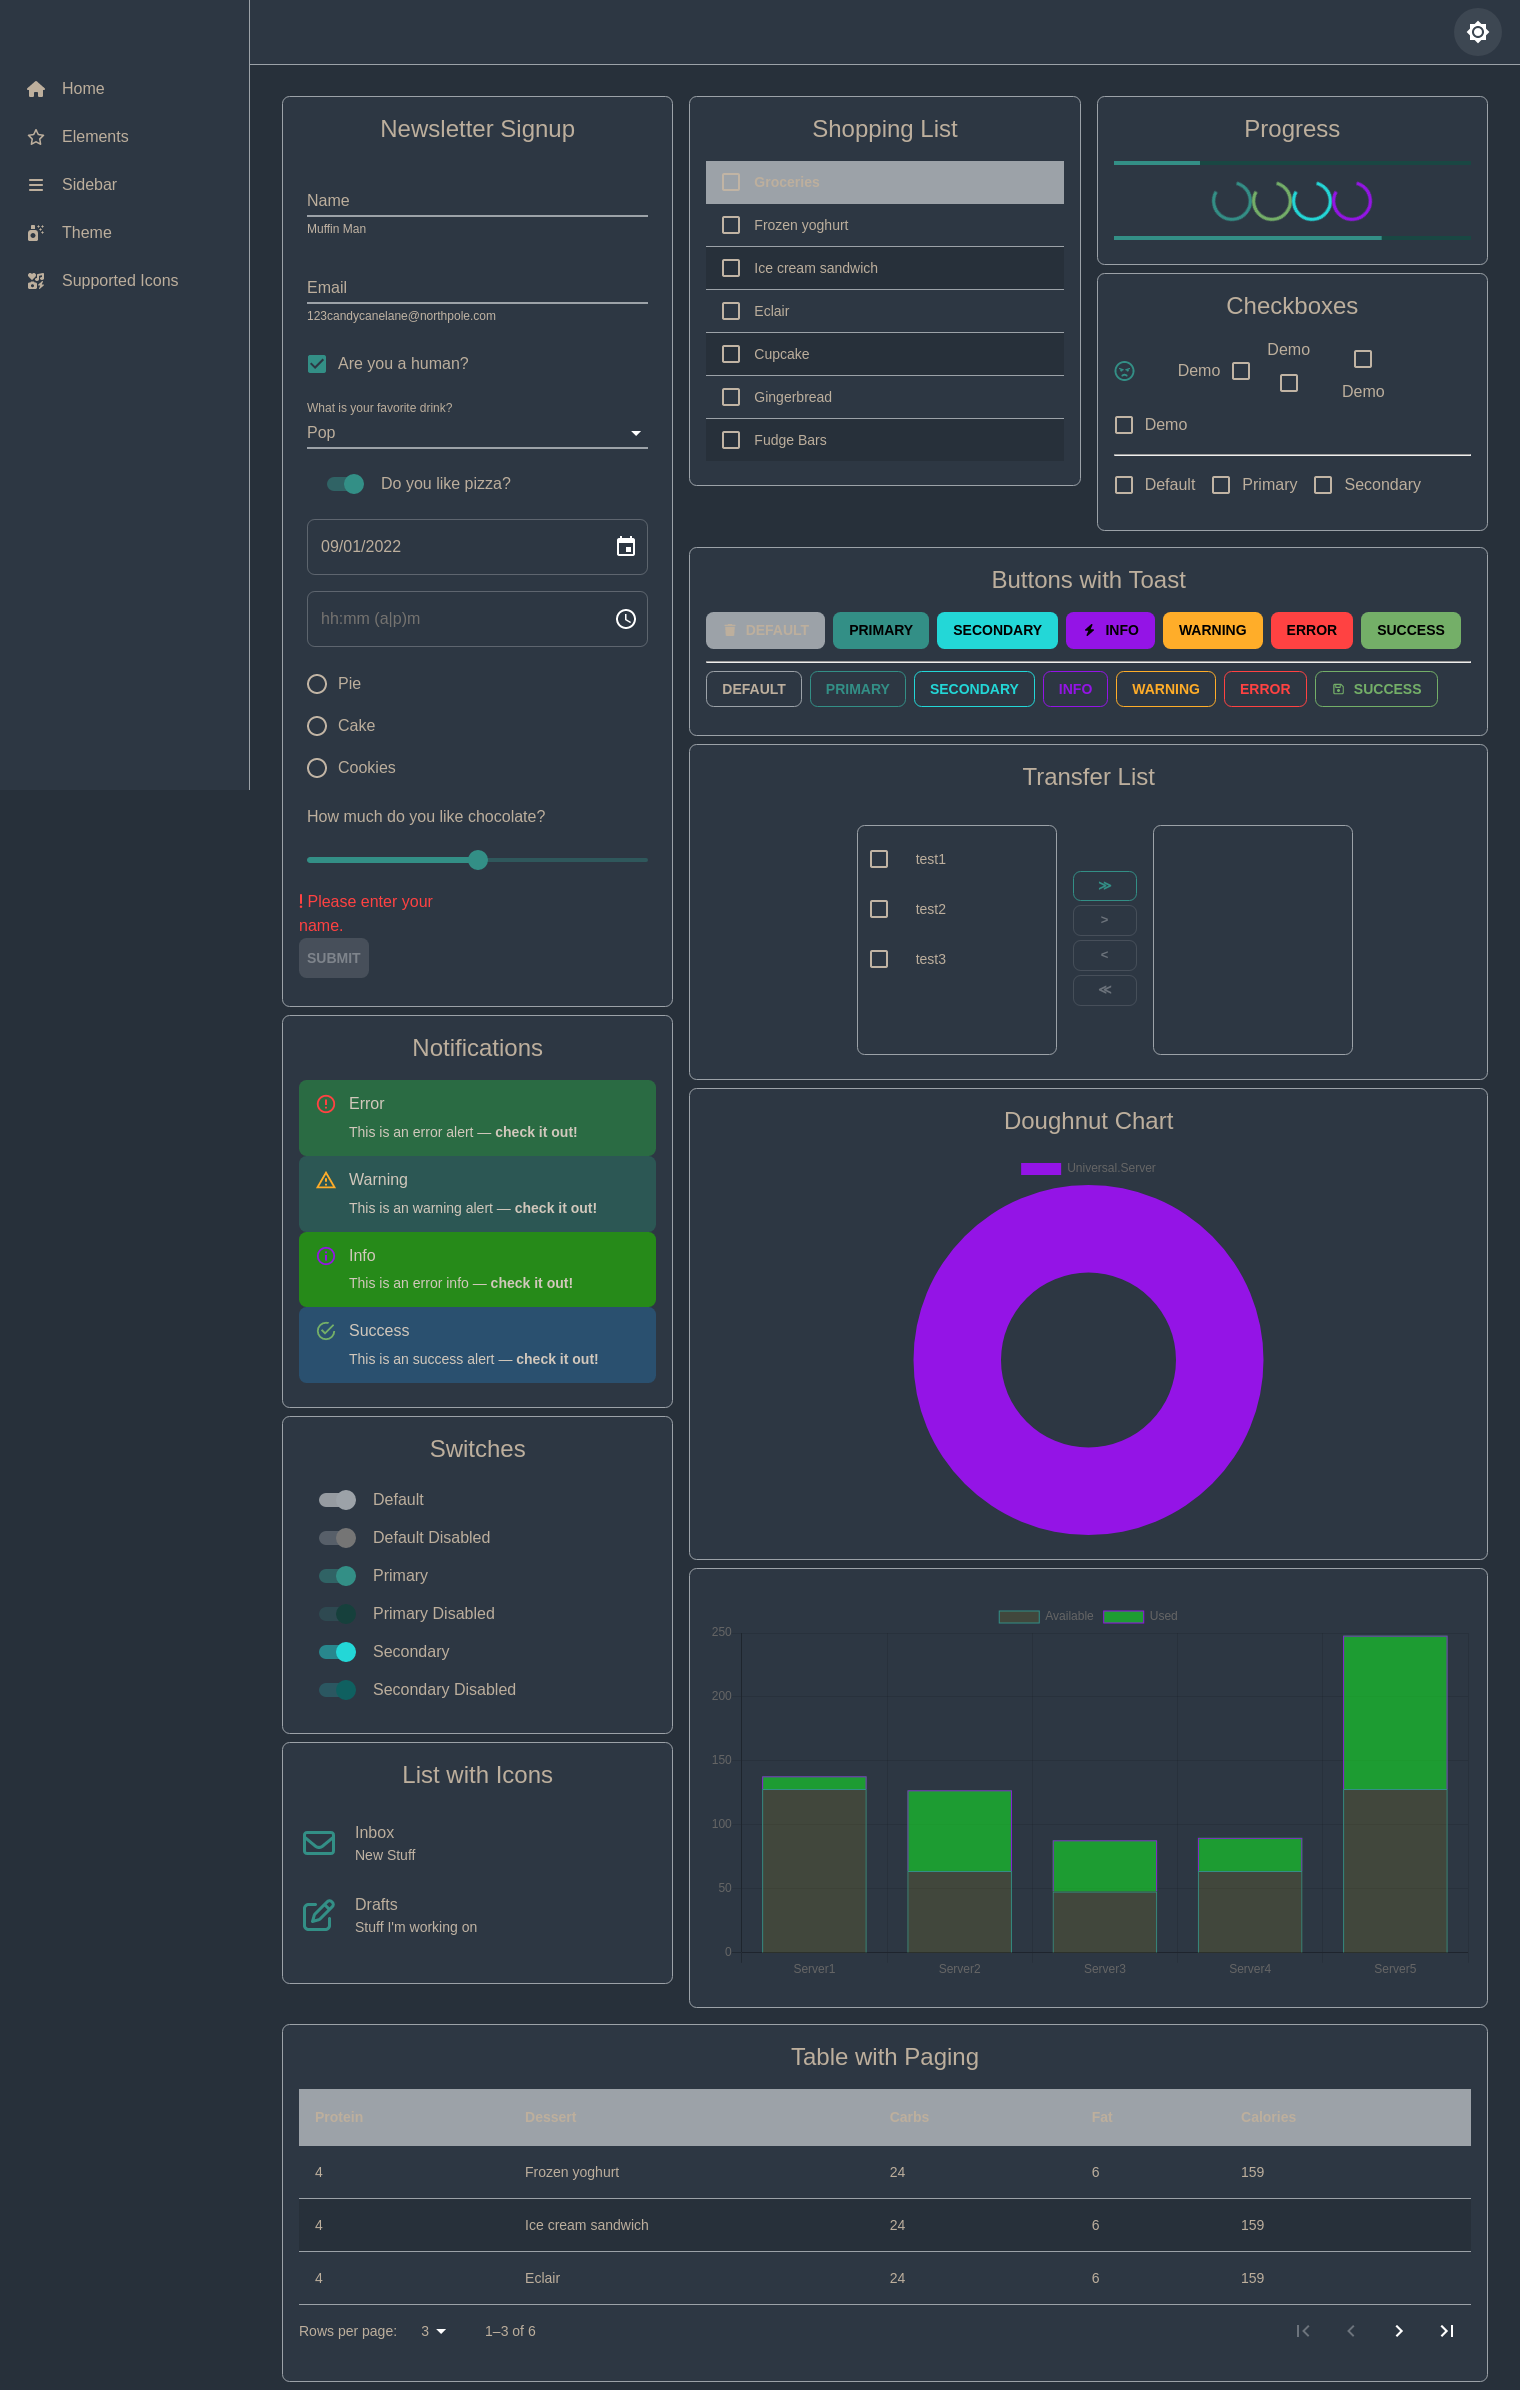 Home
Elements
Sidebar
Theme
Supported Icons
Newsletter Signup
Name
Muffin Man
Email
123candycanelane@northpole.com
Are you a human?
What is your favorite drink?
Pop
Do you like pizza?
09/01/2022
hh:mm (a|p)m
Pie
Cake
Cookies
How much do you like chocolate?
! Please enter your
name.
SUBMIT
Shopping List
Groceries
Frozen yoghurt
Ice cream sandwich
Eclair
Cupcake
Gingerbread
Fudge Bars
Progress
Checkboxes
Demo
Demo
Demo
Demo
Default Primary Secondary
Buttons with Toast
DEFAULT PRIMARY SECONDARY INFO WARNING ERROR SUCCESS
DEFAULT PRIMARY SECONDARY INFO WARNING ERROR SUCCESS
Transfer List
test1
test2
test3
≫
>
<
≪
Notifications
Error
This is an error alert — check it out!
Warning
This is an warning alert — check it out!
Info
This is an error info — check it out!
Success
This is an success alert — check it out!
Switches
Default
Default Disabled
Primary
Primary Disabled
Secondary
Secondary Disabled
List with Icons
Inbox
New Stuff
Drafts
Stuff I'm working on
Doughnut Chart
Universal.Server
Available Used
250
200
150
100
50
0
Server1 Server2 Server3 Server4 Server5
Table with Paging
Protein Dessert Carbs Fat Calories
4 Frozen yoghurt 24 6 159
4 Ice cream sandwich 24 6 159
4 Eclair 24 6 159
Rows per page: 3 1–3 of 6